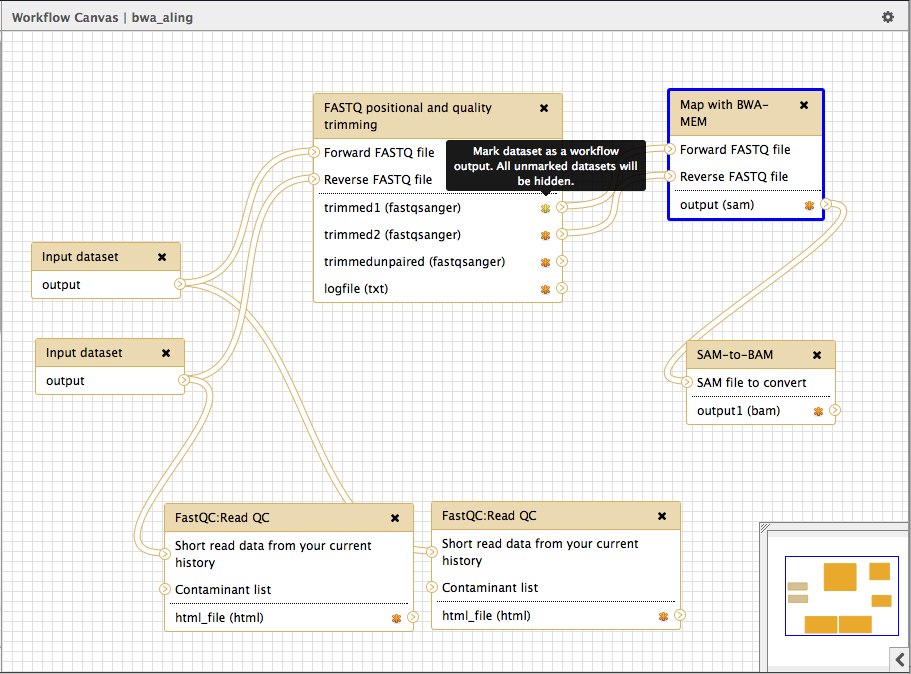 Workflow Canvas | bwa_aling
FASTQ positional and quality
trimming
Forward FASTQ file
Reverse FASTQ file
trimmed1 (fastqsanger)
trimmed2 (fastqsanger)
trimmedunpaired (fastqsanger)
logfile (txt)
Mark dataset as a workflow
output. All unmarked datasets will
be hidden.
Map with BWA-
MEM
Forward FASTQ file
Reverse FASTQ file
output (sam)
Input dataset
output
Input dataset
output
SAM-to-BAM
SAM file to convert
output1 (bam)
FastQC:Read QC
Short read data from your current
history
Contaminant list
html_file (html)
FastQC:Read QC
Short read data from your current
history
Contaminant list
html_file (html)